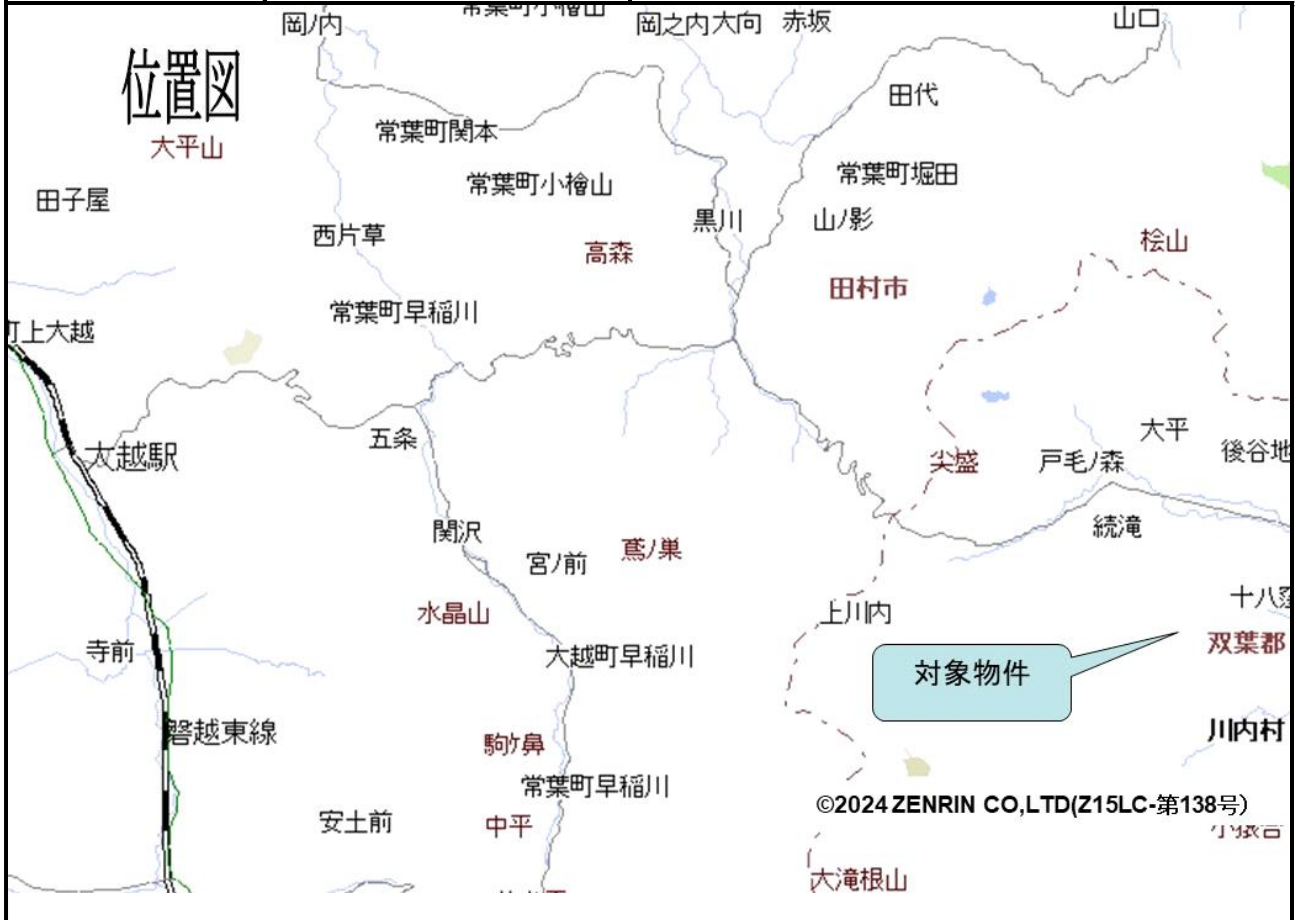 岡ノ内
岡之内
大向
赤坂
山口
位置図
大平山
常葉町関本
田代
田子屋
常葉町小檜山
常葉町堀田
西片草
黒川
山ノ影
高森
桧山
常葉町早稲川
田村市
町上大越
五条
大越駅
尖盛
戸毛ノ森
大平
後谷地
関沢
続滝
宮ノ前
鳶ノ巣
水晶山
上川内
寺前
大越町早稲川
対象物件
双葉郡
磐越東線
駒ケ鼻
川内村
常葉町早稲川
©2024 ZENRIN CO,LTD(Z15LC-第138号)
安土前
中平
大滝根山